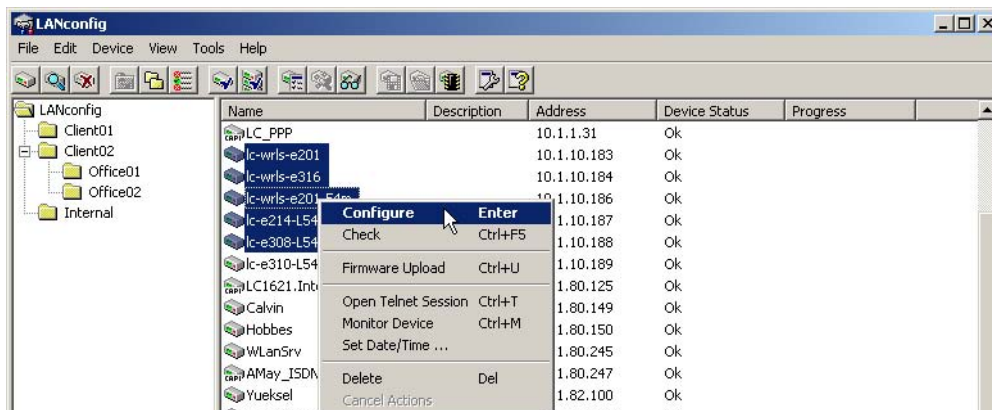 LANconfig
File Edit Device View Tools Help
LANconfig
Client01
Client02
Office01
Office02
Internal
Name Description Address Device Status Progress
LC_PPP 10.1.1.31 Ok
lc-wrls-e201 10.1.10.183 Ok
lc-wrls-e316 10.1.10.184 Ok
lc-wrls-e201-54m 10.1.10.186 Ok
lc-e214-L54 1.10.187 Ok
lc-e308-L54 1.10.188 Ok
lc-e310-L54 1.10.189 Ok
LC1621.Int 1.80.125 Ok
Calvin 1.80.149 Ok
Hobbes 1.80.150 Ok
WLanSrv 1.80.245 Ok
AMay_ISDN 1.80.247 Ok
Yueksel 1.82.100 Ok
Configure Enter
Check Ctrl+F5
Firmware Upload Ctrl+U
Open Telnet Session Ctrl+T
Monitor Device Ctrl+M
Set Date/Time ...
Delete Del
Cancel Actions